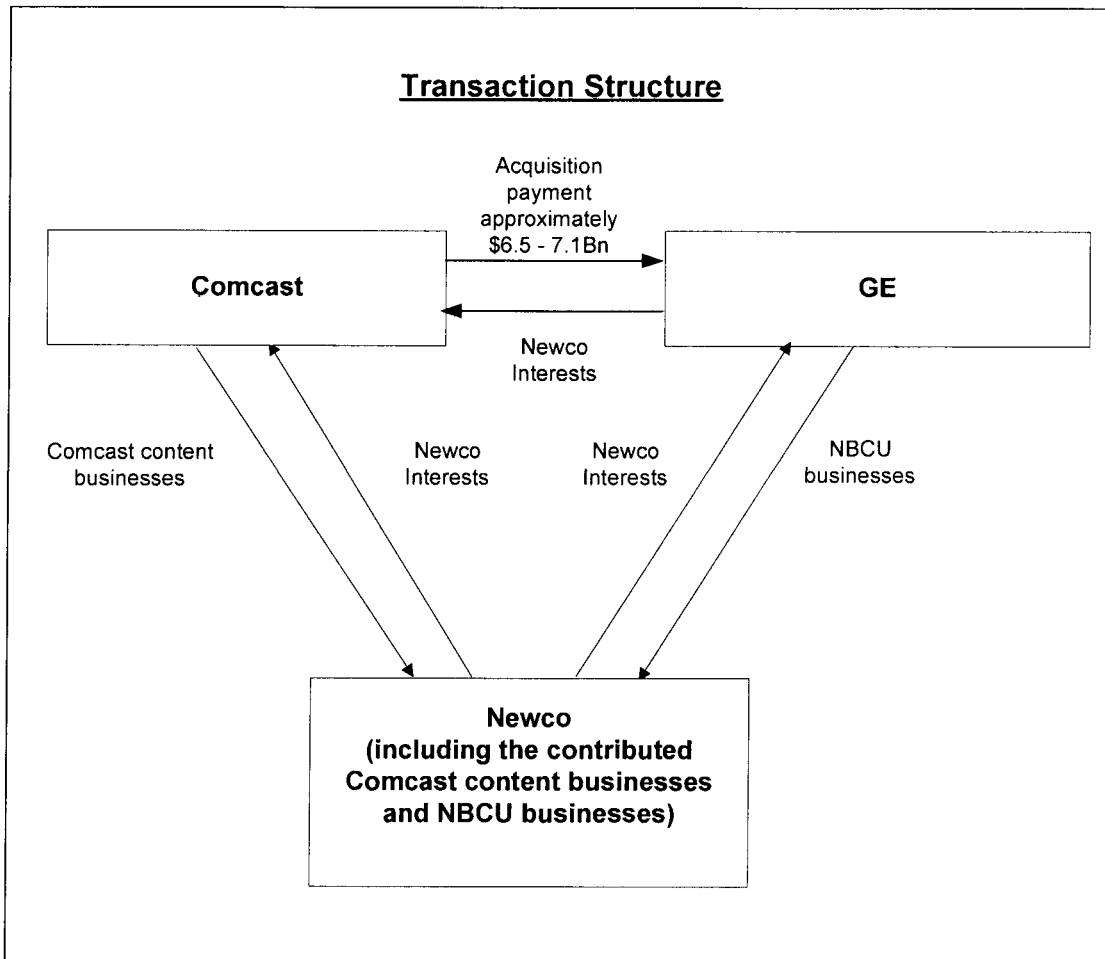 Transaction Structure
Acquisition
payment
approximately
$6.5 - 7.1Bn
Comcast
GE
Newco
Interests
Comcast content
businesses
Newco
Interests
Newco
Interests
NBCU
businesses
Newco
(including the contributed
Comcast content businesses
and NBCU businesses)